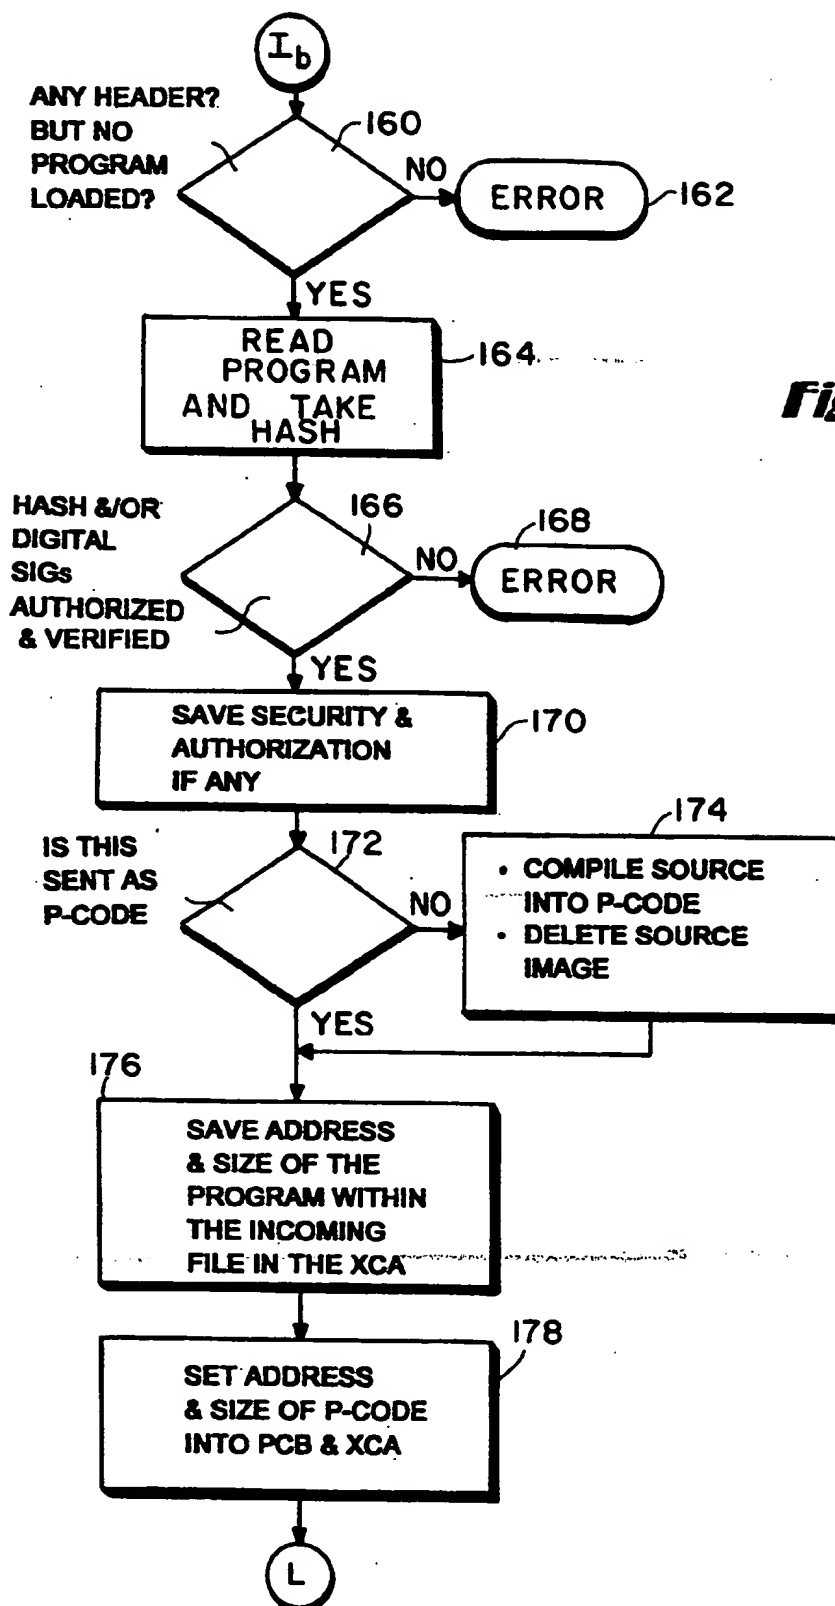 Ib
ANY HEADER?
BUT NO
PROGRAM
LOADED?
160
NO
ERROR
162
YES
READ
PROGRAM
AND TAKE
HASH
164
HASH &/OR
DIGITAL
SIGs
AUTHORIZED
& VERIFIED
166
NO
168
ERROR
YES
SAVE SECURITY &
AUTHORIZATION
IF ANY
170
IS THIS
SENT AS
P-CODE
172
NO
174
• COMPILE SOURCE
INTO P-CODE
• DELETE SOURCE
IMAGE
YES
176
SAVE ADDRESS
& SIZE OF THE
PROGRAM WITHIN
THE INCOMING
FILE IN THE XCA
178
SET ADDRESS
& SIZE OF P-CODE
INTO PCB & XCA
L